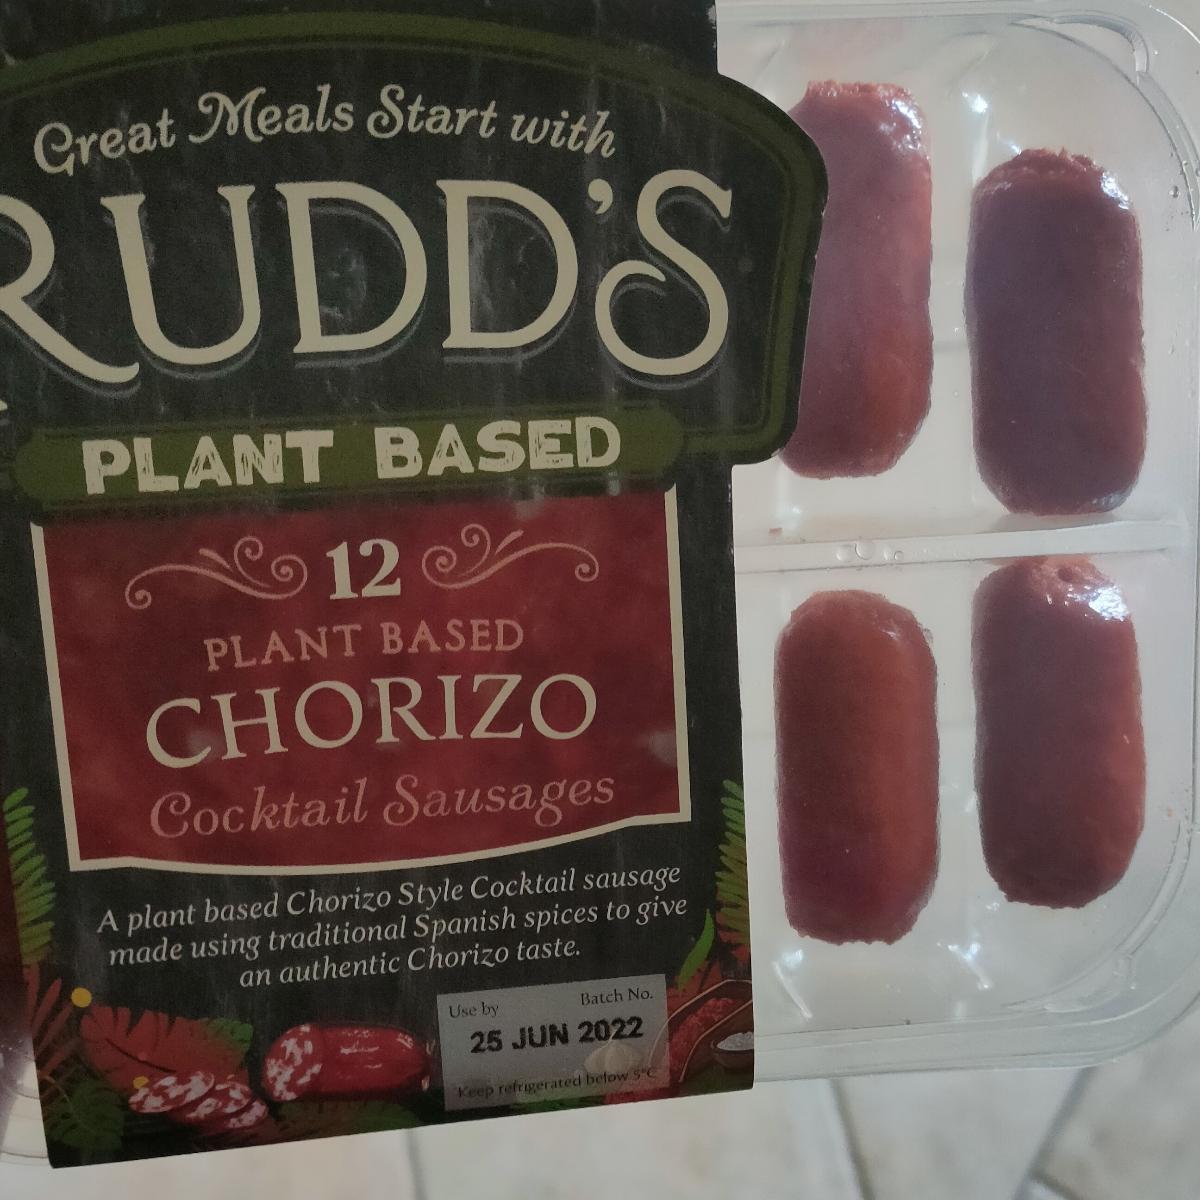 Great Meals Start with
RUDD'S
PLANT BASED
12
PLANT BASED
CHORIZO
Cocktail Sausages
A plant based Chorizo Style Cocktail sausage
made using traditional Spanish spices to give
an authentic Chorizo taste.
Use by Batch No.
25 JUN 2022
Keep refrigerated below 5°C